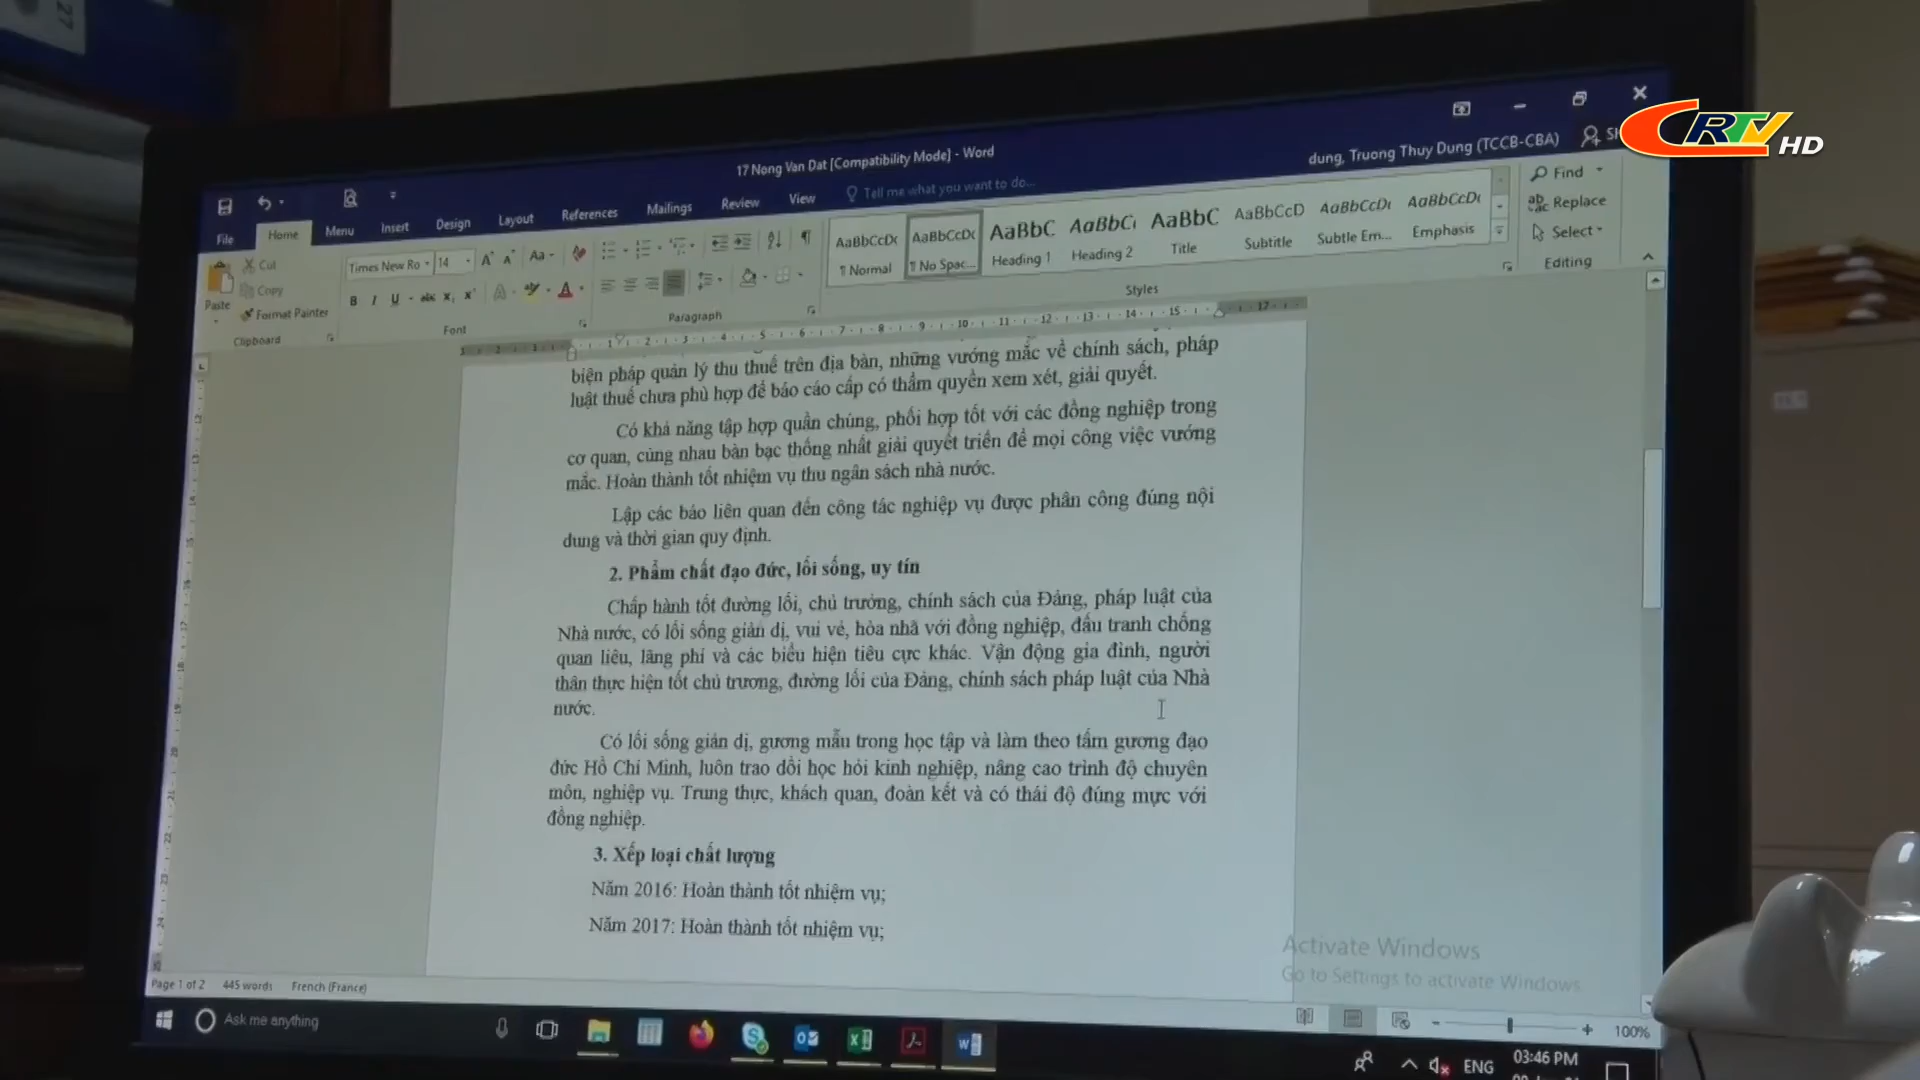 27
CRTV HD
17 Nong Van Dat [Compatibility Mode] - Word
dung, Truong Thuy Dung (TCCB-CBA)
File Home Menu Insert Design Layout References Mailings Review View Tell me what you want to do...
Cut
Copy
Paste
Format Painter
Clipboard
Times New Ro 14
Font
Paragraph
AaBbCcDc AaBbCcDc AaBbC AaBbCc AaBbC AaBbCcD AaBbCcDc AaBbCcDc
¶ Normal ¶ No Spac... Heading 1 Heading 2 Title Subtitle Subtle Em... Emphasis
Styles
Find
Replace
Select
Editing
biện pháp quản lý thu thuế trên địa bàn, những vướng mắc về chính sách, pháp
luật thuế chưa phù hợp để báo cáo cấp có thẩm quyền xem xét, giải quyết.
Có khả năng tập hợp quần chúng, phối hợp tốt với các đồng nghiệp trong
cơ quan, cùng nhau bàn bạc thống nhất giải quyết triển để mọi công việc vướng
mắc. Hoàn thành tốt nhiệm vụ thu ngân sách nhà nước.
Lập các báo liên quan đến công tác nghiệp vụ được phân công đúng nội
dung và thời gian quy định.
2. Phẩm chất đạo đức, lối sống, uy tín
Chấp hành tốt đường lối, chủ trưởng, chính sách của Đảng, pháp luật của
Nhà nước, có lối sống giản dị, vui vẻ, hòa nhã với đồng nghiệp, đấu tranh chống
quan liêu, lãng phí và các biểu hiện tiêu cực khác. Vận động gia đình, người
thân thực hiện tốt chủ trương, đường lối của Đảng, chính sách pháp luật của Nhà
nước.
Có lối sống giản dị, gương mẫu trong học tập và làm theo tấm gương đạo
đức Hồ Chí Minh, luôn trao dồi học hỏi kinh nghiệp, nâng cao trình độ chuyên
môn, nghiệp vụ. Trung thực, khách quan, đoàn kết và có thái độ đúng mực với
đồng nghiệp.
3. Xếp loại chất lượng
Năm 2016: Hoàn thành tốt nhiệm vụ;
Năm 2017: Hoàn thành tốt nhiệm vụ;
Activate Windows
Go to Settings to activate Windows.
Page 1 of 2 445 words French (France)
100%
Ask me anything
ENG 03:46 PM